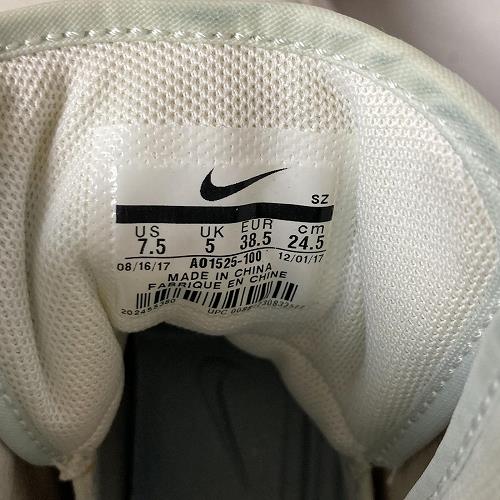 SZ
US UK EUR cm
7.5 5 38.5 24.5
08/16/17 AO1525-100 12/01/17
MADE IN CHINA
FABRIQUE EN CHINE
UPC